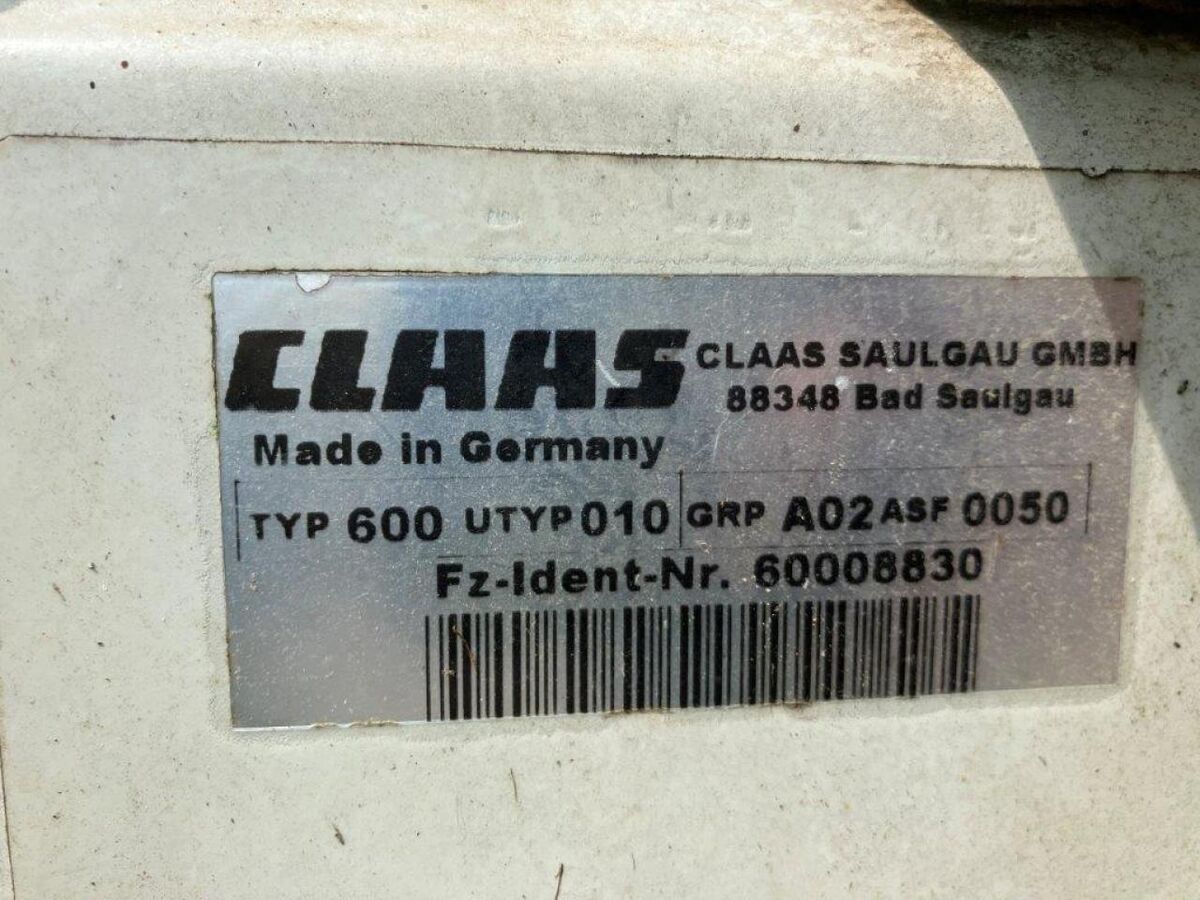 CLAAS
CLAAS SAULGAU GMBH
88348 Bad Saulgau
Made in Germany
TYP 600 UTYP 010 GRP A02 ASF 0050
Fz-Ident-Nr. 60008830